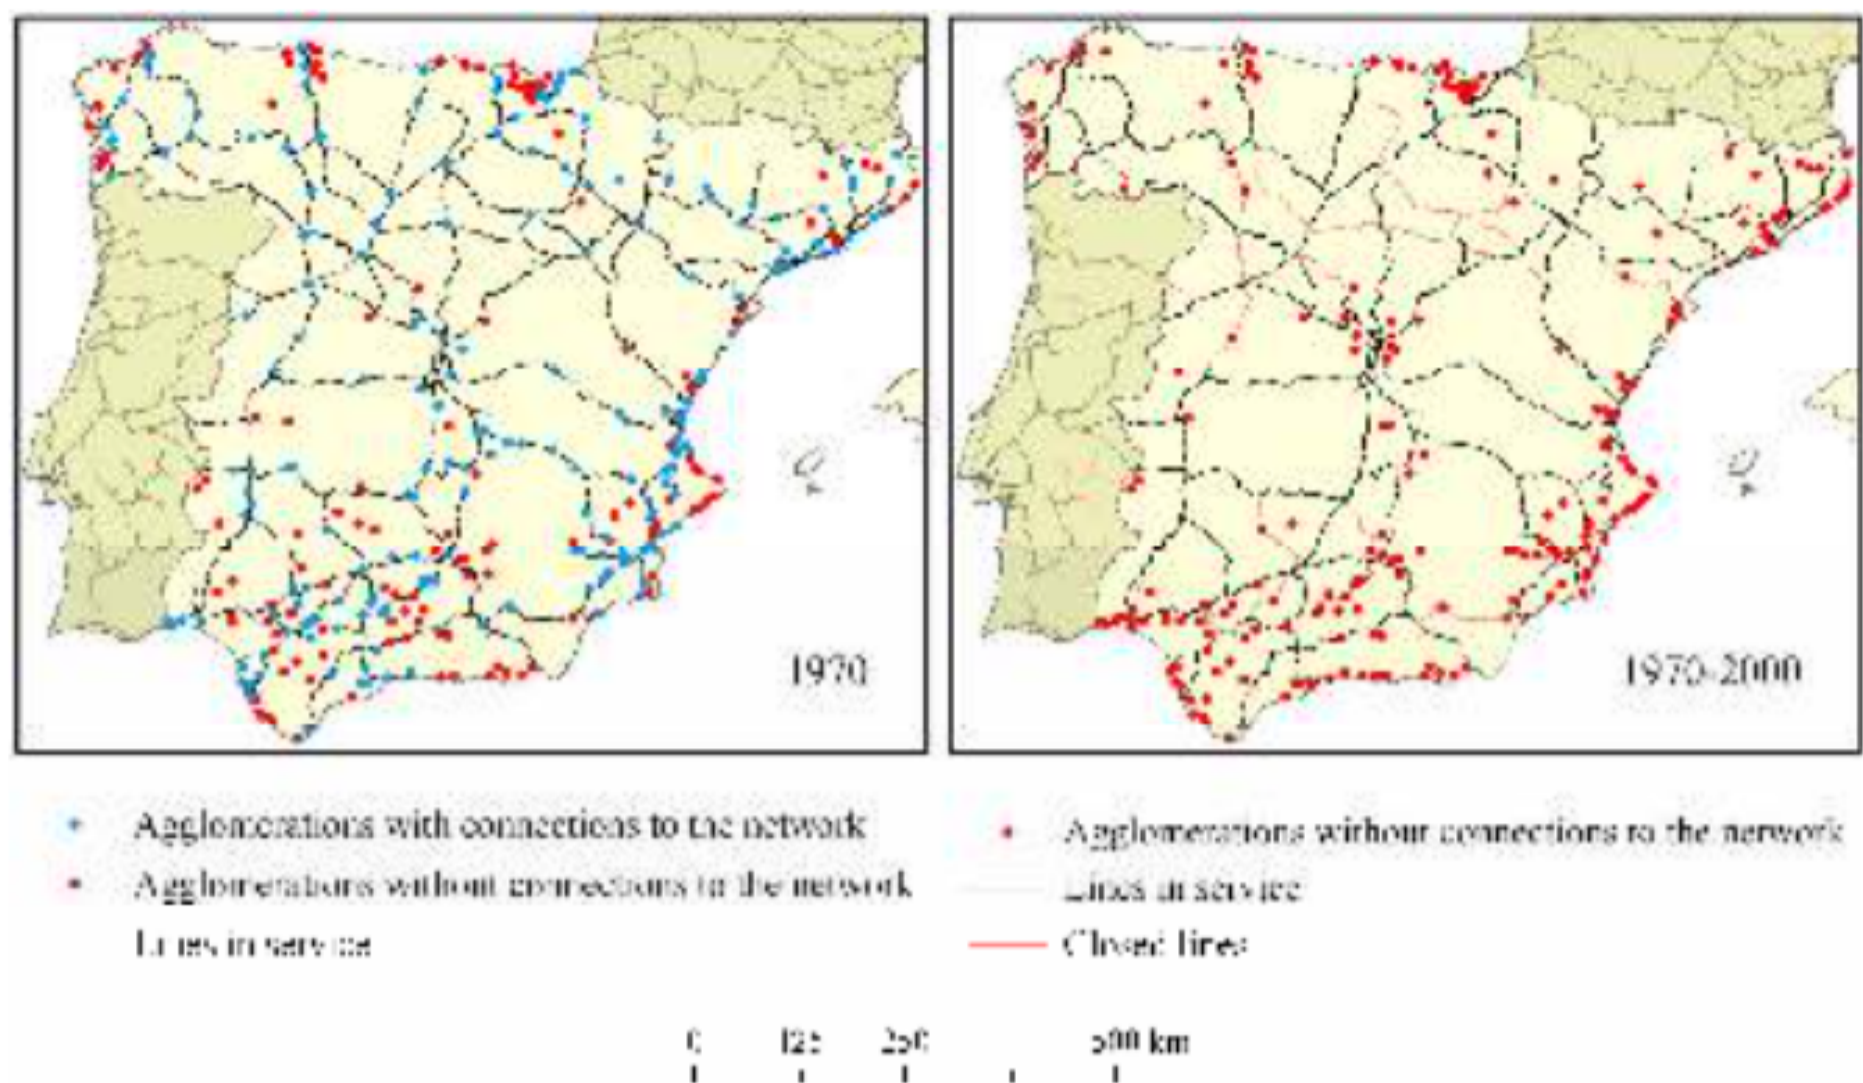 1970
1970-2000
Agglomerations with connections to the network
Agglomerations without connections to the network
Lines in service
Agglomerations without connections to the network
Lines in service
Closed lines
0 125 250 500 km